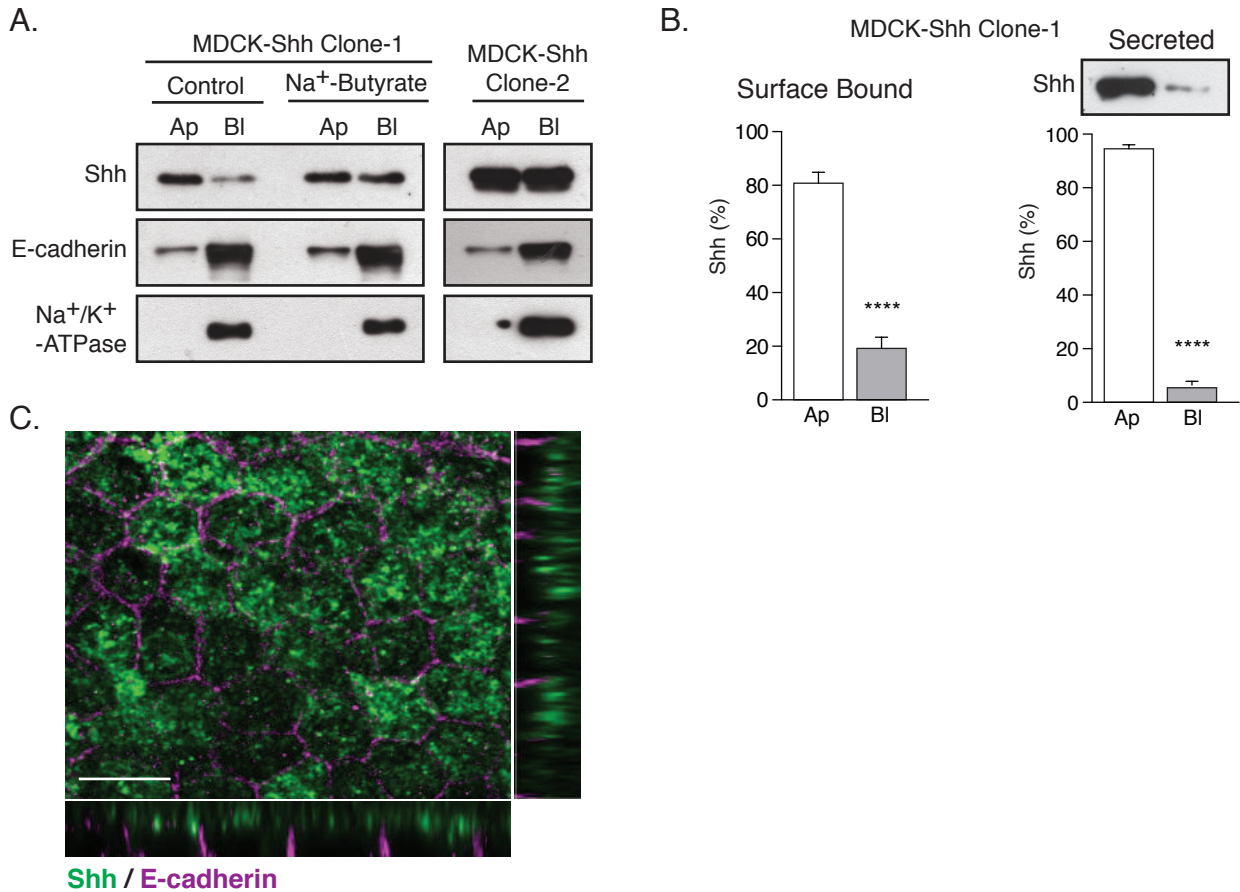 A.
MDCK-Shh Clone-1
Control
Na+-Butyrate
MDCK-Shh
Clone-2
Ap Bl
Ap Bl
Ap Bl
Shh
E-cadherin
Na+/K+
-ATPase
B.
MDCK-Shh Clone-1
Surface Bound
Secreted
Shh
Shh (%)
100
80
60
40
20
0
****
Ap
Bl
Shh (%)
100
80
60
40
20
0
****
Ap
Bl
C.
Shh / E-cadherin